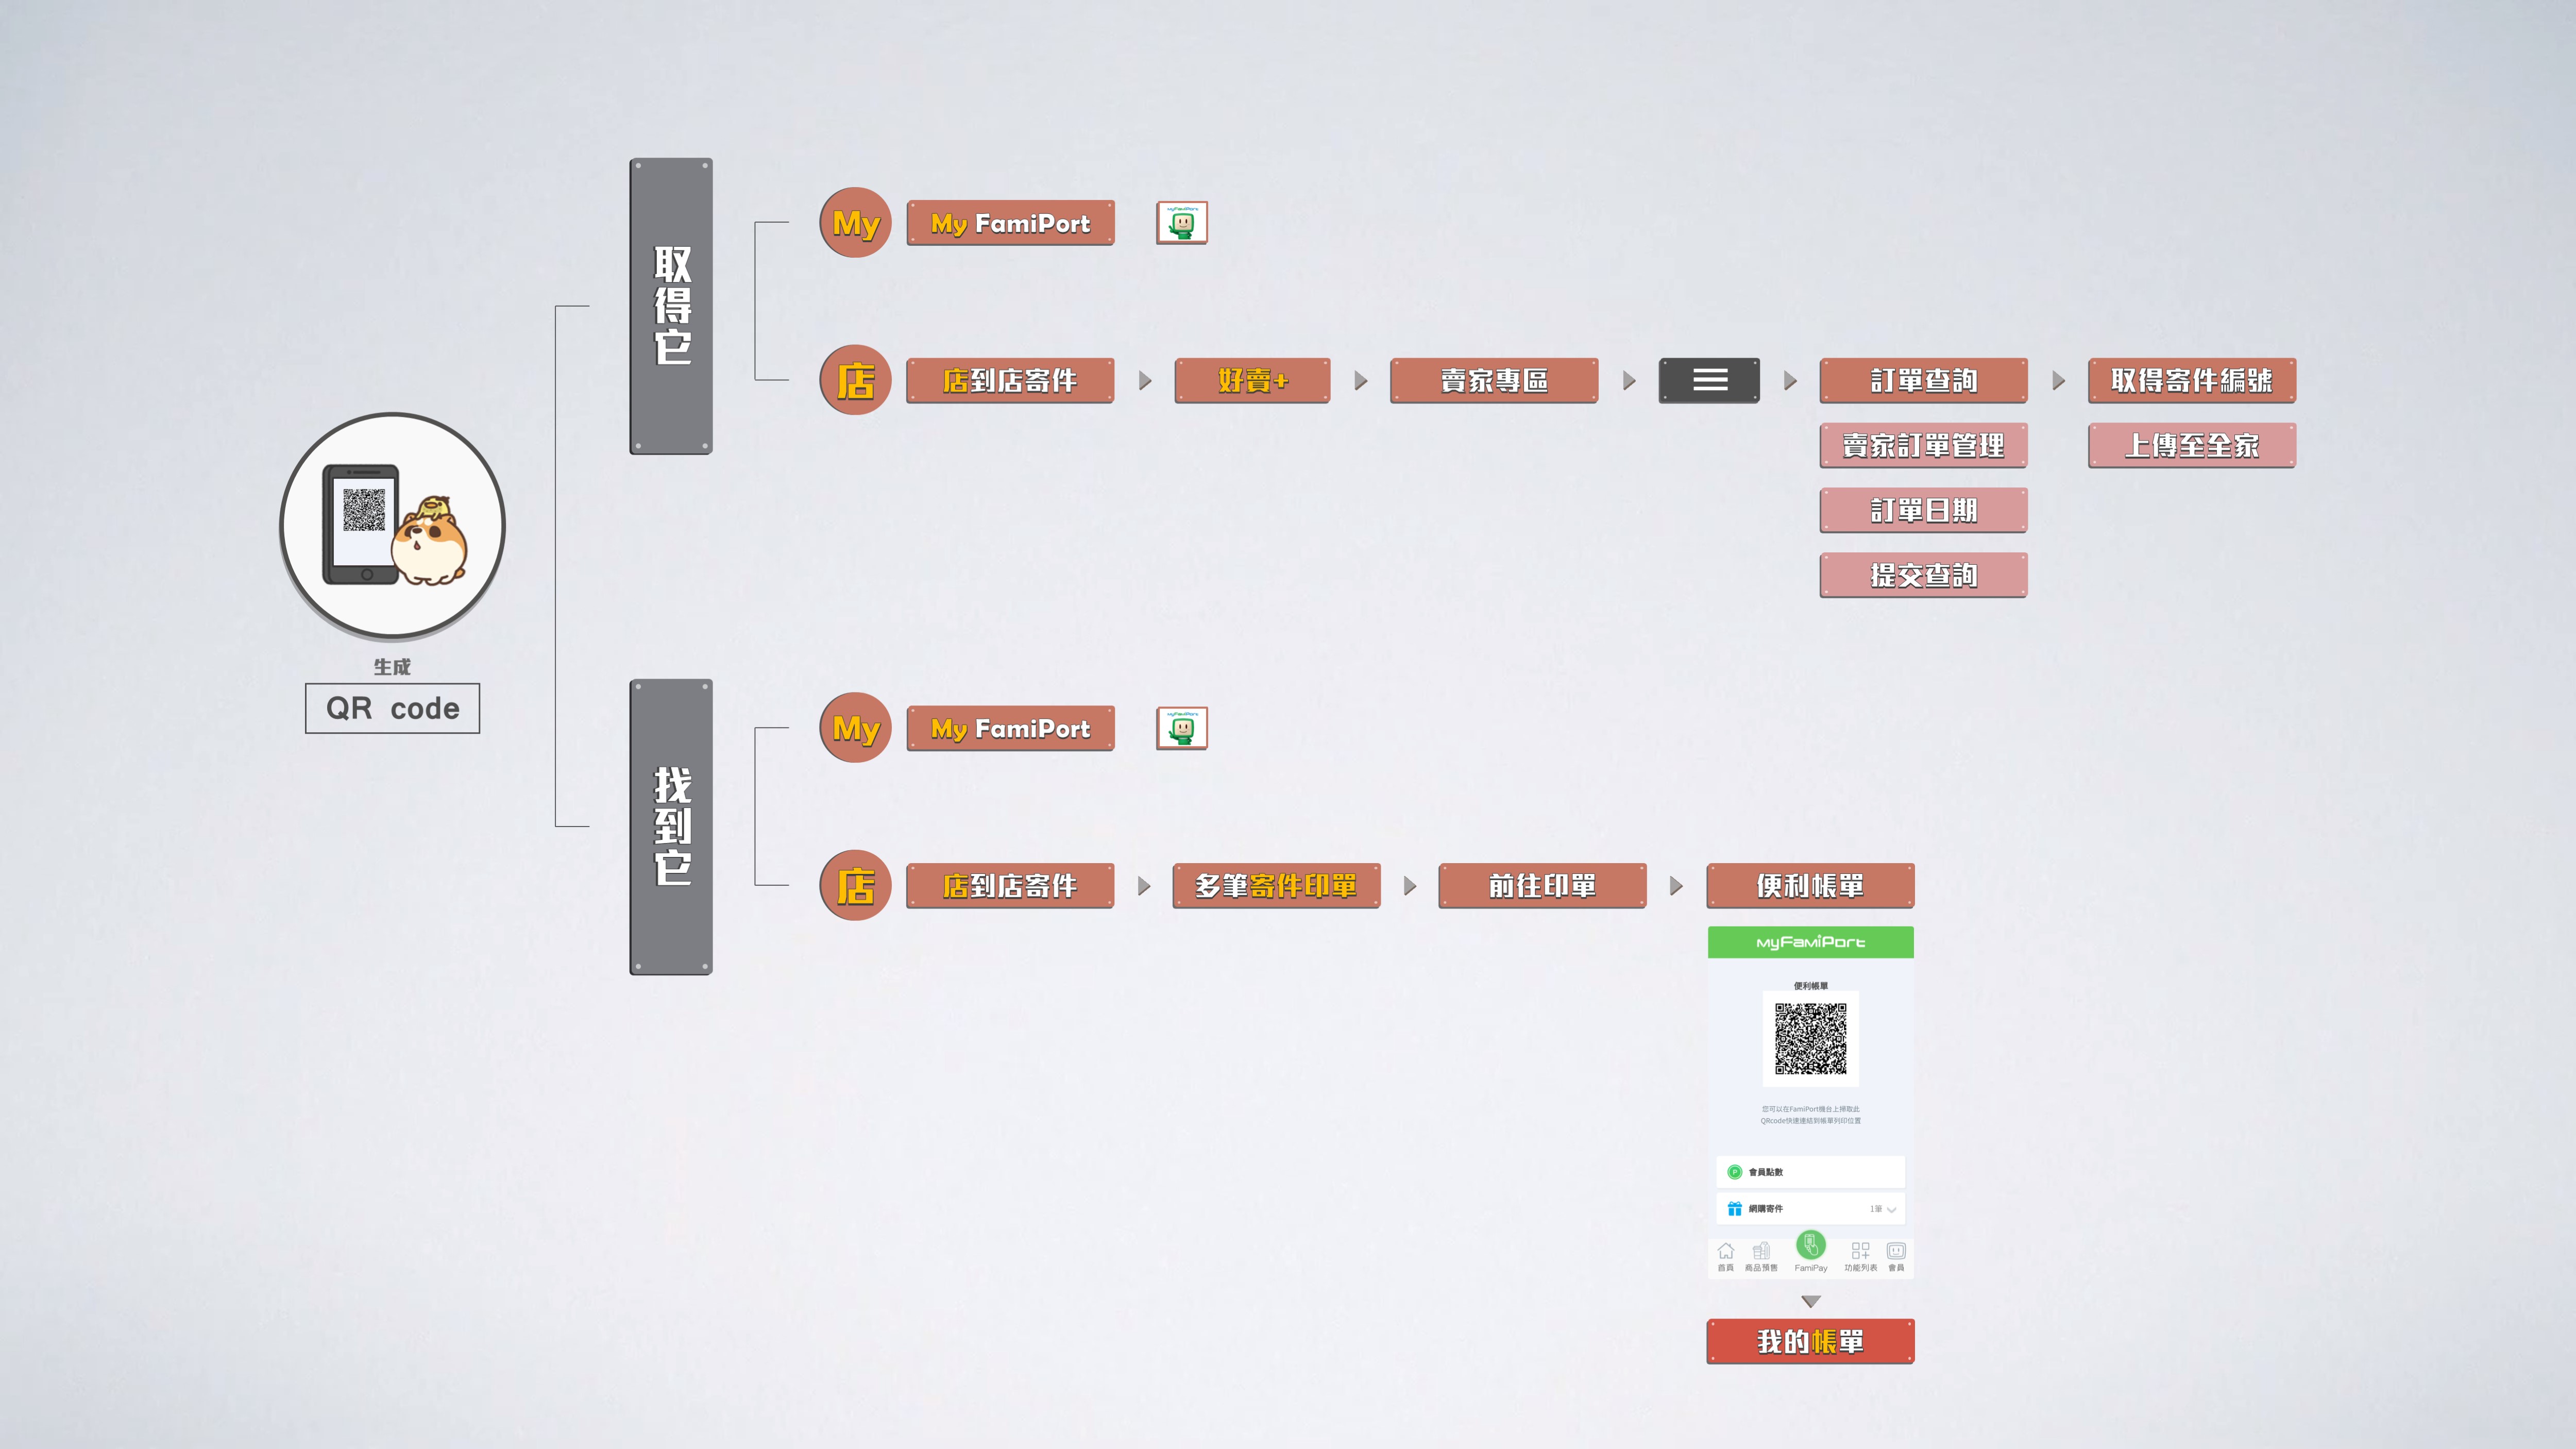 生成
QR code
取得它
My
My FamiPort
MyFamiPort
店
店到店寄件
好賣+
賣家專區
訂單查詢
賣家訂單管理
訂單日期
提交查詢
取得寄件編號
上傳至全家
找到它
My
My FamiPort
MyFamiPort
店
店到店寄件
多筆寄件印單
前往印單
便利帳單
MyFamiPort
便利帳單
您可以在FamiPort機台上掃取此
QRcode快速連結到帳單列印位置
P
會員點數
網購寄件
1筆
首頁
商品預售
FamiPay
功能列表
會員
我的帳單